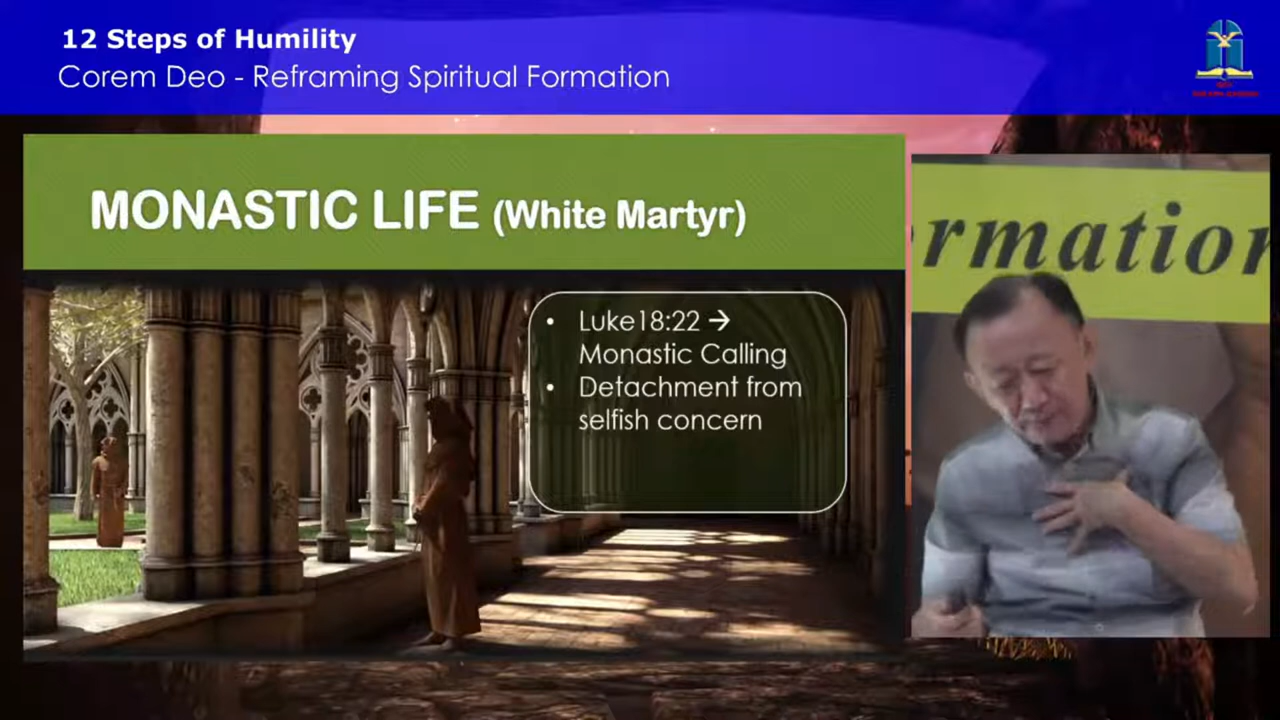 12 Steps of Humility
Corem Deo - Reframing Spiritual Formation
MONASTIC LIFE (White Martyr)
• Luke18:22 →
Monastic Calling
• Detachment from
selfish concern
rmation